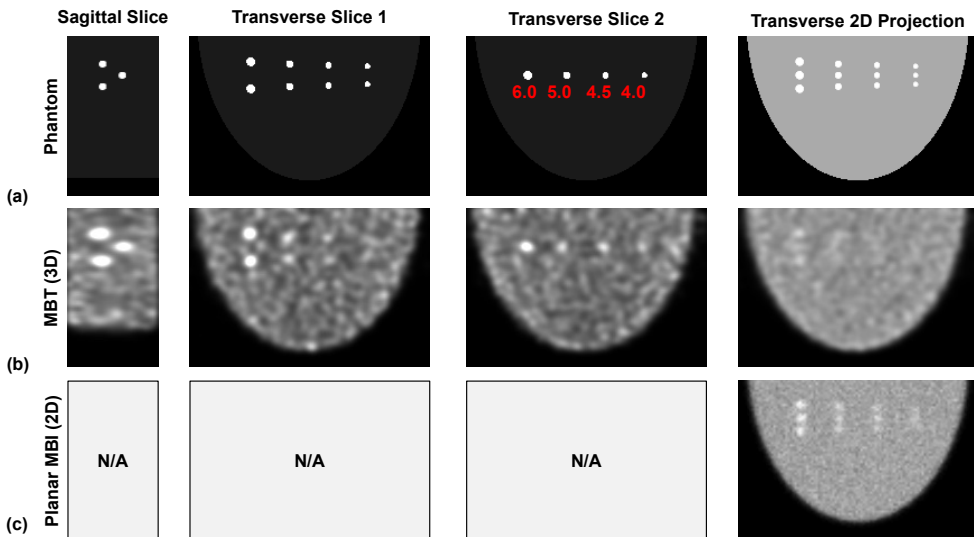 Sagittal Slice Transverse Slice 1 Transverse Slice 2 Transverse 2D Projection
Phantom
6.0 5.0 4.5 4.0
(a)
MBT (3D)
(b)
Planar MBI (2D)
N/A N/A N/A
(c)